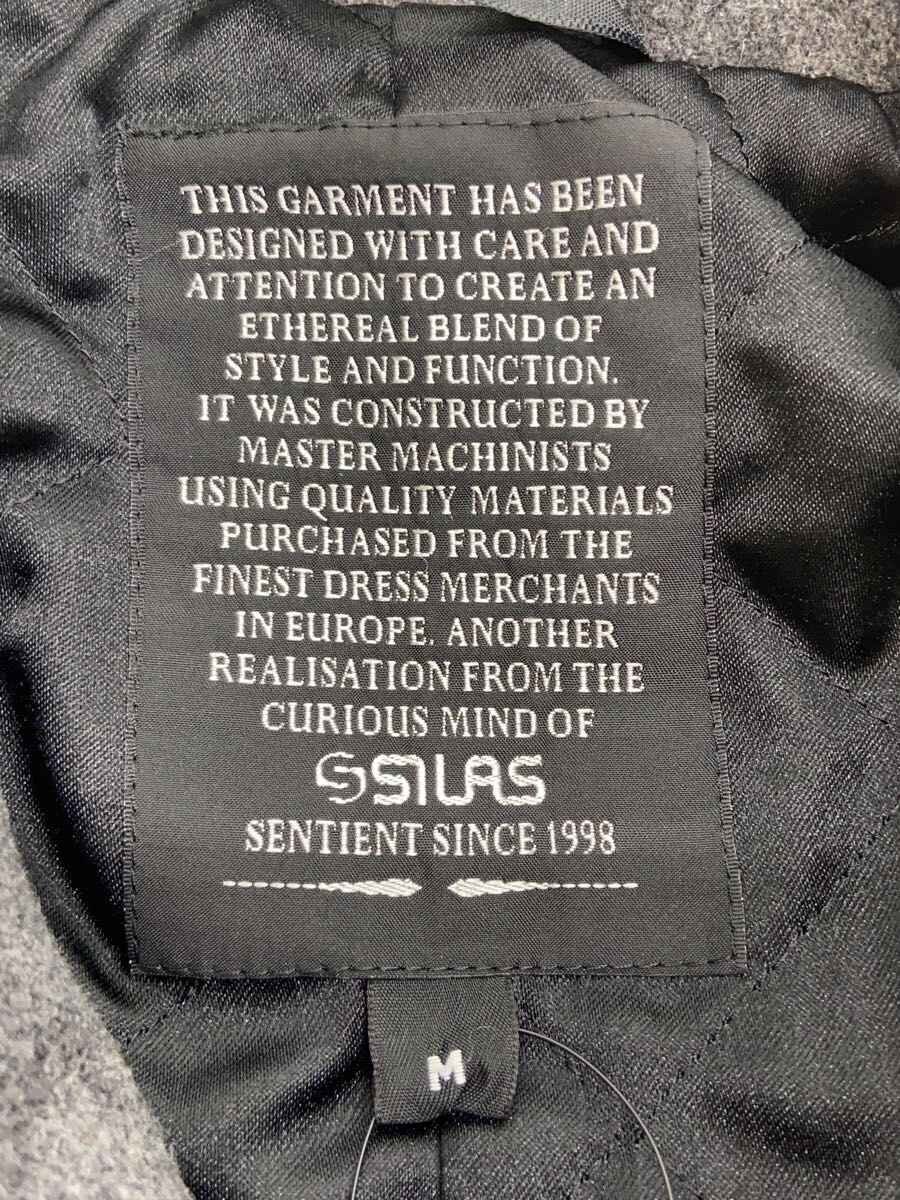 THIS GARMENT HAS BEEN
DESIGNED WITH CARE AND
ATTENTION TO CREATE AN
ETHEREAL BLEND OF
STYLE AND FUNCTION.
IT WAS CONSTRUCTED BY
MASTER MACHINISTS
USING QUALITY MATERIALS
PURCHASED FROM THE
FINEST DRESS MERCHANTS
IN EUROPE. ANOTHER
REALISATION FROM THE
CURIOUS MIND OF
SILAS
SENTIENT SINCE 1998
M